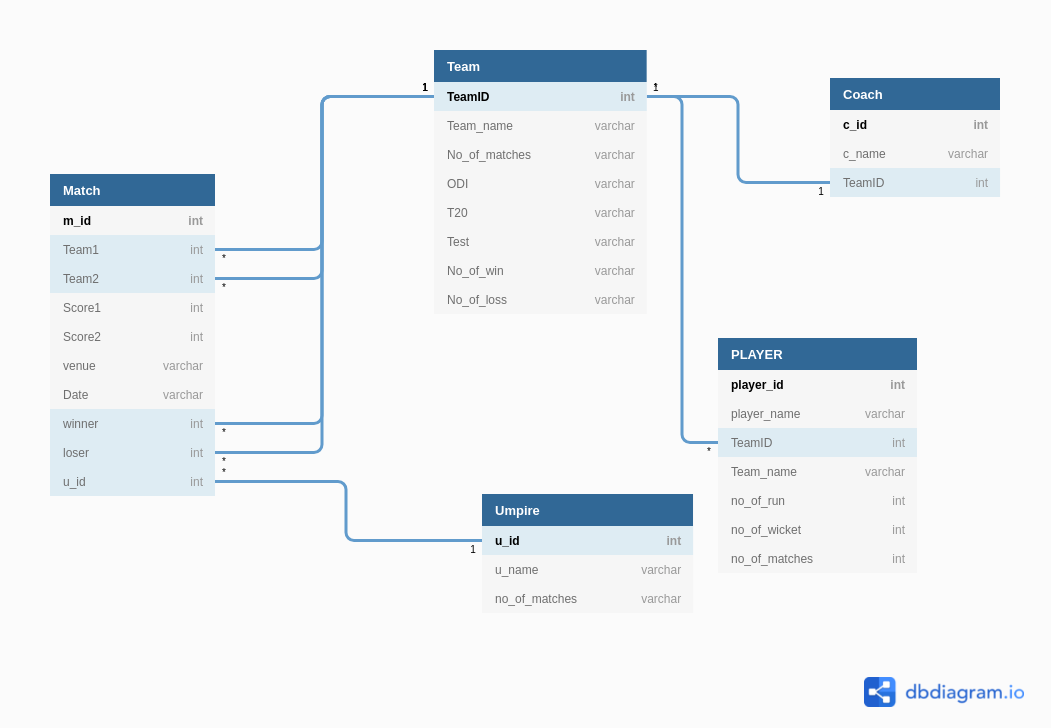 Team
1 TeamID int 1
Team_name varchar
No_of_matches varchar
ODI varchar
T20 varchar
Test varchar
No_of_win varchar
No_of_loss varchar
Coach
c_id int
c_name varchar
1 TeamID int
Match
m_id int
Team1 int *
Team2 int *
Score1 int
Score2 int
venue varchar
Date varchar
winner int *
loser int *
u_id int *
PLAYER
player_id int
player_name varchar
* TeamID int
Team_name varchar
no_of_run int
no_of_wicket int
no_of_matches int
Umpire
1 u_id int
u_name varchar
no_of_matches varchar
dbdiagram.io